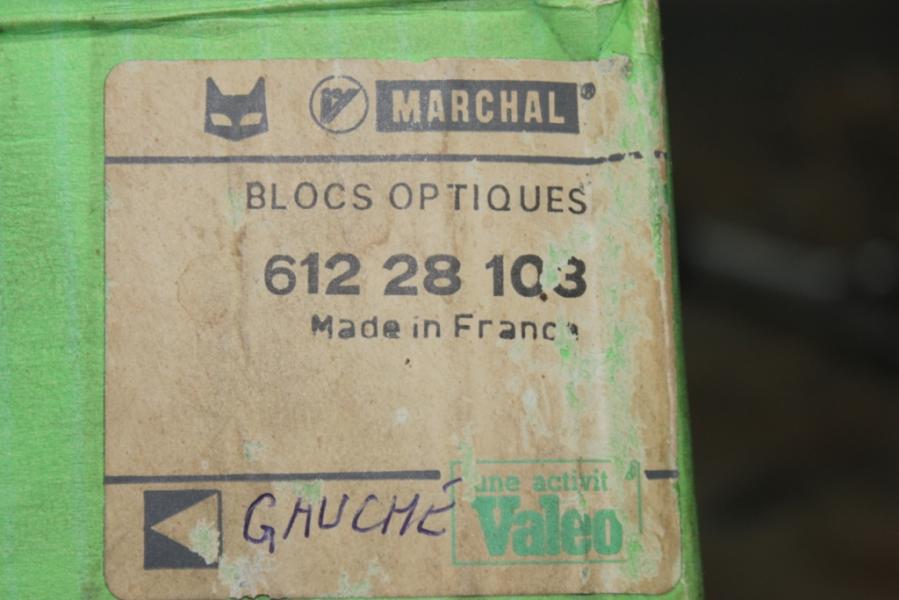 MARCHAL®
BLOCS OPTIQUES
612 28 103
Made in France
GAUCHE
une activit
Valeo